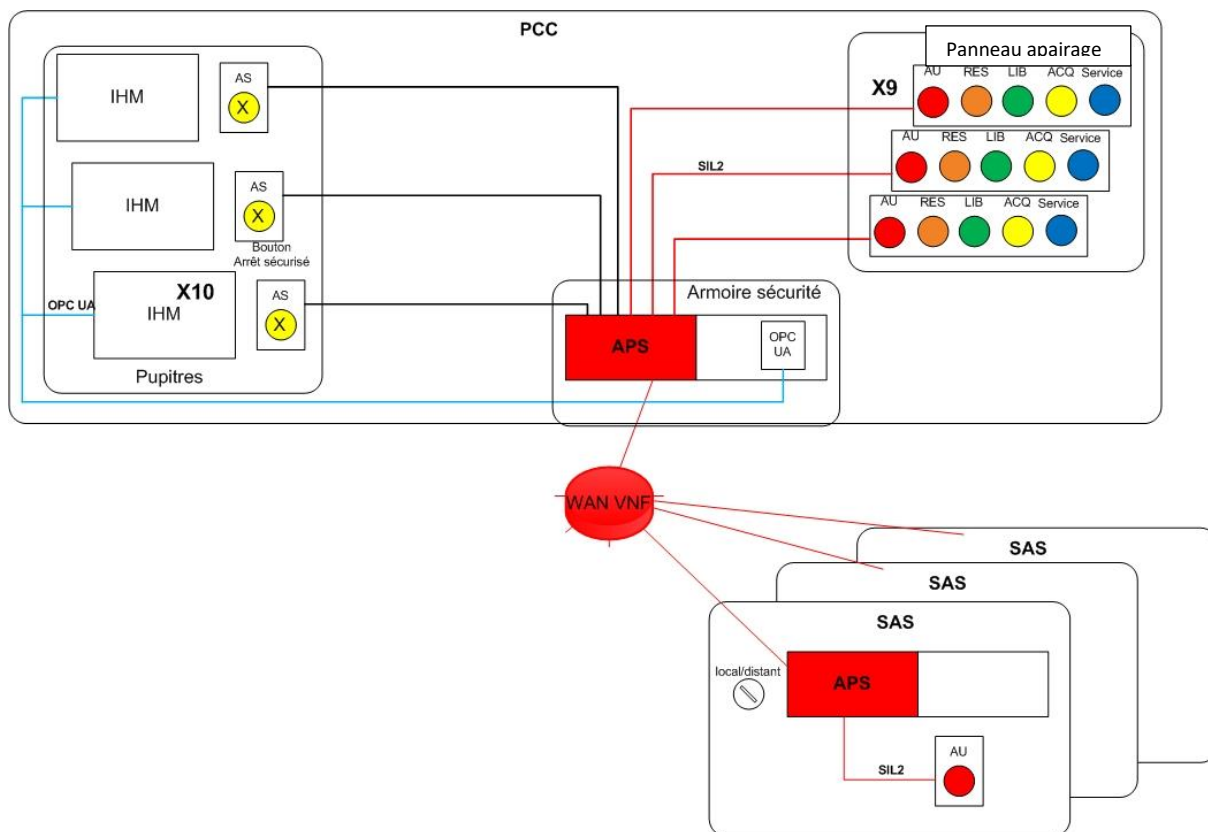 PCC
IHM
AS
X
IHM
AS
X
Bouton
Arrêt sécurisé
X10
OPC UA
IHM
AS
X
Pupitres
Panneau apairage
X9
AU RES LIB ACQ Service
AU RES LIB ACQ Service
SIL2
AU RES LIB ACQ Service
Armoire sécurité
APS
OPC
UA
WAN VNF
SAS
SAS
SAS
local/distant
APS
SIL2
AU